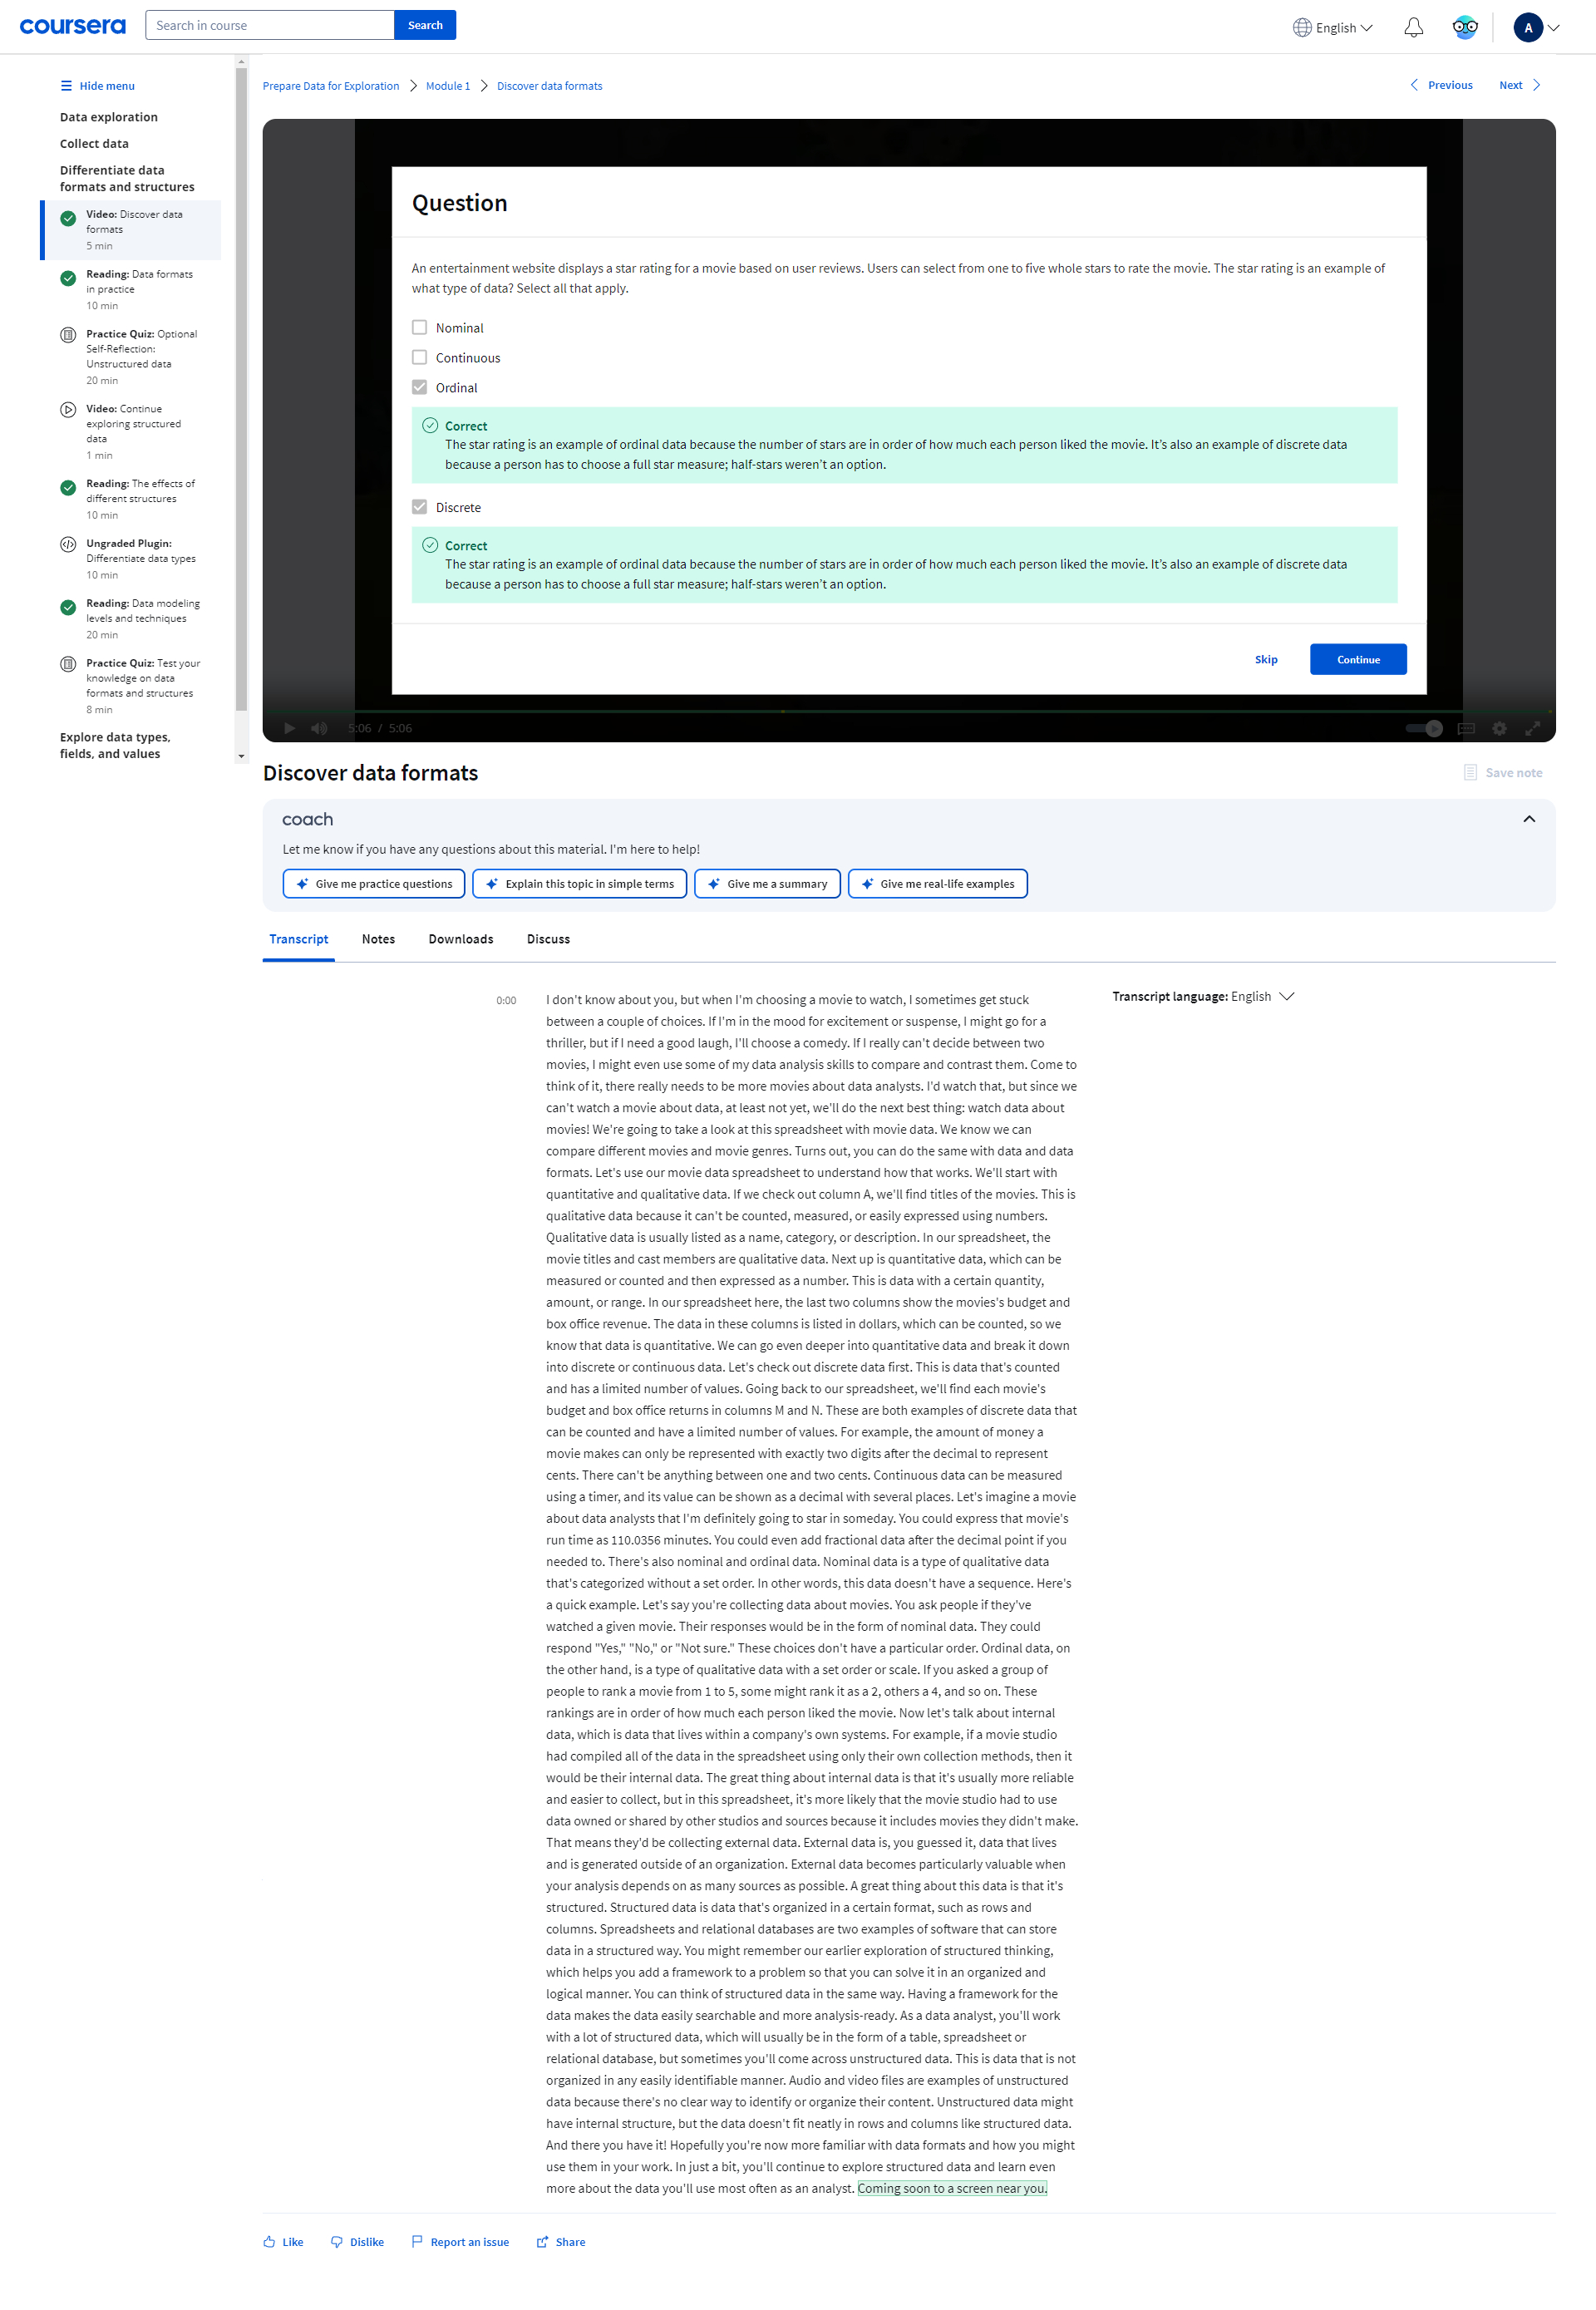 coursera
Search in course
Search
English
A
Hide menu
Data exploration
Collect data
Differentiate data
formats and structures
Video: Discover data
formats
5 min
Reading: Data formats
in practice
10 min
Practice Quiz: Optional
Self-Reflection:
Unstructured data
20 min
Video: Continue
exploring structured
data
1 min
Reading: The effects of
different structures
10 min
Ungraded Plugin:
Differentiate data types
10 min
Reading: Data modeling
levels and techniques
20 min
Practice Quiz: Test your
knowledge on data
formats and structures
8 min
Explore data types,
fields, and values
Prepare Data for Exploration
Module 1
Discover data formats
Previous
Next
Question
An entertainment website displays a star rating for a movie based on user reviews. Users can select from one to five whole stars to rate the movie. The star rating is an example of
what type of data? Select all that apply.
Nominal
Continuous
Ordinal
Correct
The star rating is an example of ordinal data because the number of stars are in order of how much each person liked the movie. It’s also an example of discrete data
because a person has to choose a full star measure; half-stars weren’t an option.
Discrete
Correct
The star rating is an example of ordinal data because the number of stars are in order of how much each person liked the movie. It’s also an example of discrete data
because a person has to choose a full star measure; half-stars weren’t an option.
Skip
Continue
5:06 / 5:06
Discover data formats
Save note
coach
Let me know if you have any questions about this material. I'm here to help!
Give me practice questions
Explain this topic in simple terms
Give me a summary
Give me real-life examples
Transcript
Notes
Downloads
Discuss
0:00
Transcript language: English
I don't know about you, but when I'm choosing a movie to watch, I sometimes get stuck
between a couple of choices. If I'm in the mood for excitement or suspense, I might go for a
thriller, but if I need a good laugh, I'll choose a comedy. If I really can't decide between two
movies, I might even use some of my data analysis skills to compare and contrast them. Come to
think of it, there really needs to be more movies about data analysts. I'd watch that, but since we
can't watch a movie about data, at least not yet, we'll do the next best thing: watch data about
movies! We're going to take a look at this spreadsheet with movie data. We know we can
compare different movies and movie genres. Turns out, you can do the same with data and data
formats. Let's use our movie data spreadsheet to understand how that works. We'll start with
quantitative and qualitative data. If we check out column A, we'll find titles of the movies. This is
qualitative data because it can't be counted, measured, or easily expressed using numbers.
Qualitative data is usually listed as a name, category, or description. In our spreadsheet, the
movie titles and cast members are qualitative data. Next up is quantitative data, which can be
measured or counted and then expressed as a number. This is data with a certain quantity,
amount, or range. In our spreadsheet here, the last two columns show the movies's budget and
box office revenue. The data in these columns is listed in dollars, which can be counted, so we
know that data is quantitative. We can go even deeper into quantitative data and break it down
into discrete or continuous data. Let's check out discrete data first. This is data that's counted
and has a limited number of values. Going back to our spreadsheet, we'll find each movie's
budget and box office returns in columns M and N. These are both examples of discrete data that
can be counted and have a limited number of values. For example, the amount of money a
movie makes can only be represented with exactly two digits after the decimal to represent
cents. There can't be anything between one and two cents. Continuous data can be measured
using a timer, and its value can be shown as a decimal with several places. Let's imagine a movie
about data analysts that I'm definitely going to star in someday. You could express that movie's
run time as 110.0356 minutes. You could even add fractional data after the decimal point if you
needed to. There's also nominal and ordinal data. Nominal data is a type of qualitative data
that's categorized without a set order. In other words, this data doesn't have a sequence. Here's
a quick example. Let's say you're collecting data about movies. You ask people if they've
watched a given movie. Their responses would be in the form of nominal data. They could
respond "Yes," "No," or "Not sure." These choices don't have a particular order. Ordinal data, on
the other hand, is a type of qualitative data with a set order or scale. If you asked a group of
people to rank a movie from 1 to 5, some might rank it as a 2, others a 4, and so on. These
rankings are in order of how much each person liked the movie. Now let's talk about internal
data, which is data that lives within a company's own systems. For example, if a movie studio
had compiled all of the data in the spreadsheet using only their own collection methods, then it
would be their internal data. The great thing about internal data is that it's usually more reliable
and easier to collect, but in this spreadsheet, it's more likely that the movie studio had to use
data owned or shared by other studios and sources because it includes movies they didn't make.
That means they'd be collecting external data. External data is, you guessed it, data that lives
and is generated outside of an organization. External data becomes particularly valuable when
your analysis depends on as many sources as possible. A great thing about this data is that it's
structured. Structured data is data that's organized in a certain format, such as rows and
columns. Spreadsheets and relational databases are two examples of software that can store
data in a structured way. You might remember our earlier exploration of structured thinking,
which helps you add a framework to a problem so that you can solve it in an organized and
logical manner. You can think of structured data in the same way. Having a framework for the
data makes the data easily searchable and more analysis-ready. As a data analyst, you'll work
with a lot of structured data, which will usually be in the form of a table, spreadsheet or
relational database, but sometimes you'll come across unstructured data. This is data that is not
organized in any easily identifiable manner. Audio and video files are examples of unstructured
data because there's no clear way to identify or organize their content. Unstructured data might
have internal structure, but the data doesn't fit neatly in rows and columns like structured data.
And there you have it! Hopefully you're now more familiar with data formats and how you might
use them in your work. In just a bit, you'll continue to explore structured data and learn even
more about the data you'll use most often as an analyst. Coming soon to a screen near you.
Like
Dislike
Report an issue
Share